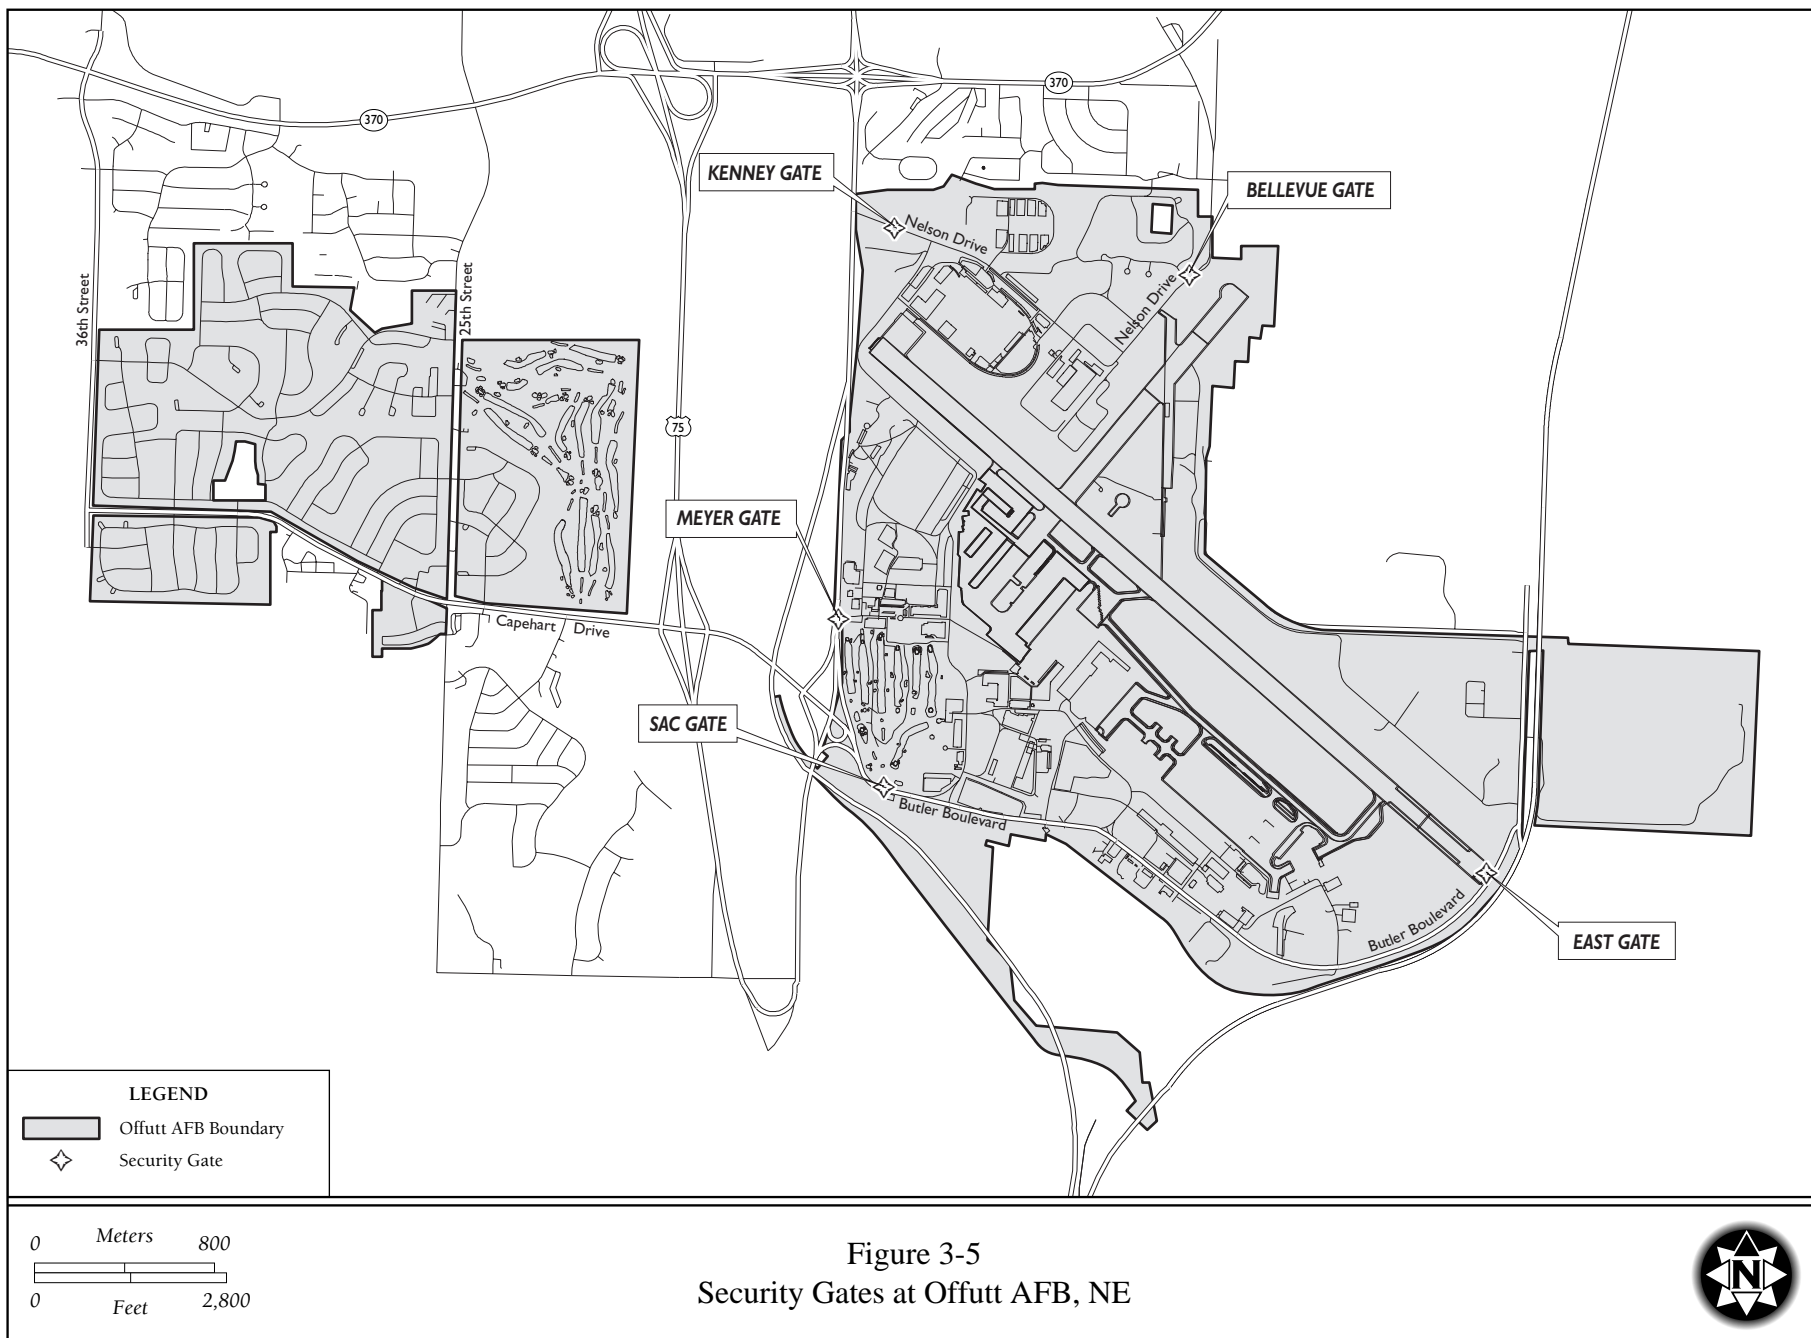 370
370
KENNEY GATE
BELLEVUE GATE
Nelson Drive
Nelson Drive
36th Street
25th Street
75
MEYER GATE
Capehart Drive
SAC GATE
Butler Boulevard
Butler Boulevard
EAST GATE
LEGEND
Offutt AFB Boundary
Security Gate
0 Meters 800
0 Feet 2,800
Figure 3-5
Security Gates at Offutt AFB, NE
N